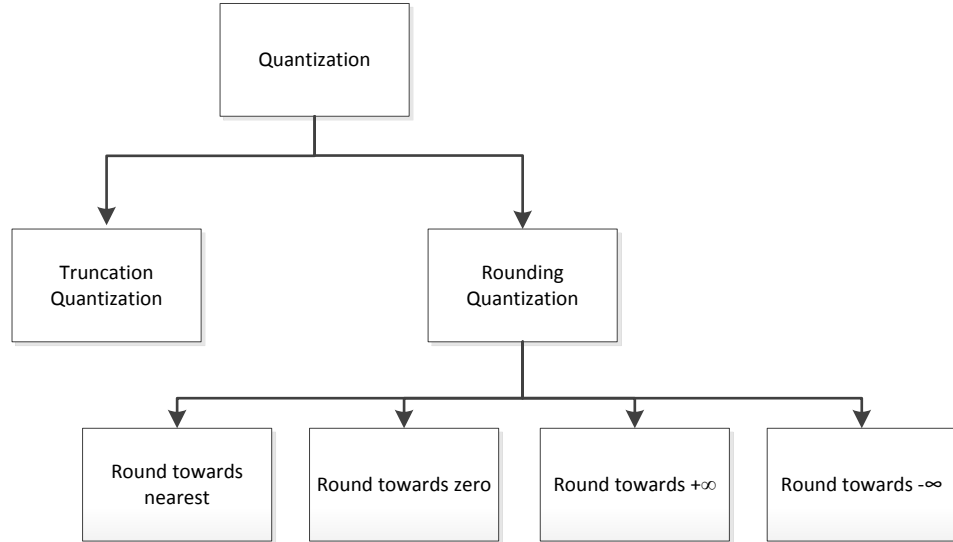 Quantization
Truncation
Quantization
Rounding
Quantization
Round towards
nearest
Round towards zero
Round towards +∞
Round towards -∞